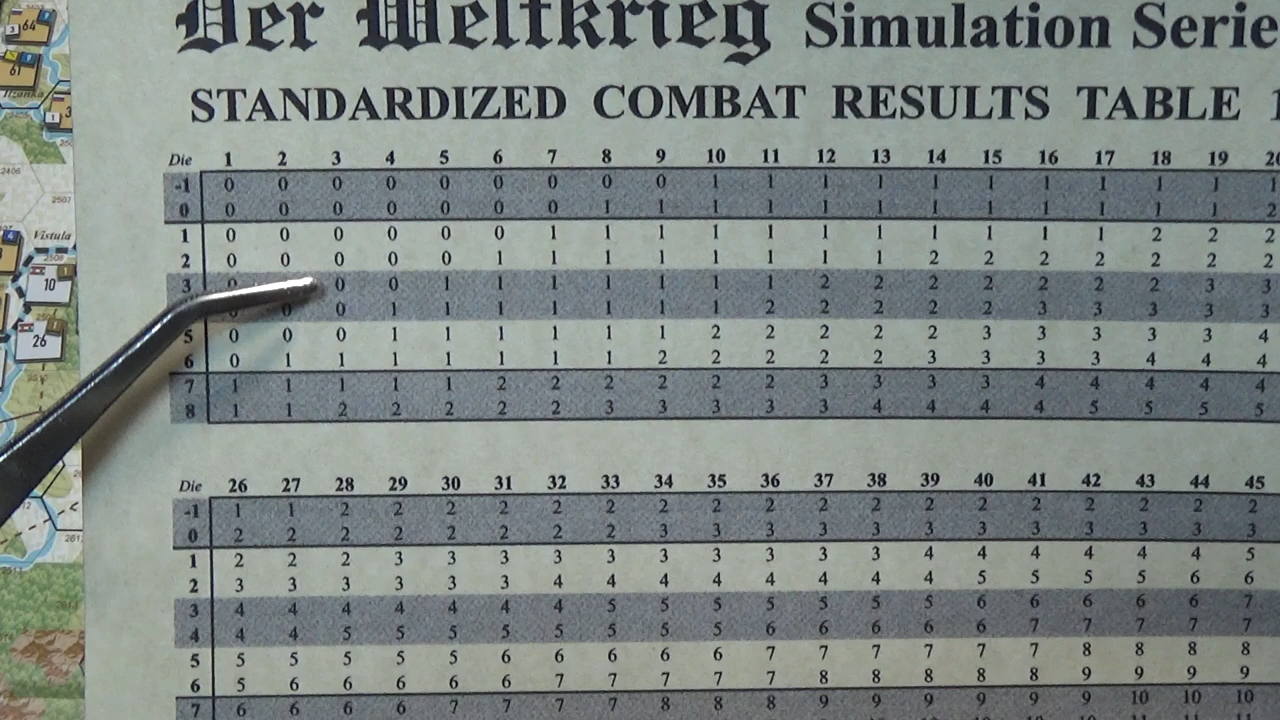 Der Weltkrieg Simulation Serie
STANDARDIZED COMBAT RESULTS TABLE
Die 1 2 3 4 5 6 7 8 9 10 11 12 13 14 15 16 17 18 19 20
-1 0 0 0 0 0 0 0 0 0 1 1 1 1 1 1 1 1 1 1 1
0 0 0 0 0 0 0 0 1 1 1 1 1 1 1 1 1 1 1 1 2
1 0 0 0 0 0 0 1 1 1 1 1 1 1 1 1 1 1 2 2 2
2 0 0 0 0 0 1 1 1 1 1 1 1 1 2 2 2 2 2 2 2
3 0 0 0 1 1 1 1 1 1 1 2 2 2 2 2 2 2 3 3
0 0 1 1 1 1 1 1 1 2 2 2 2 2 3 3 3 3 3
5 0 0 0 1 1 1 1 1 1 2 2 2 2 2 3 3 3 3 3 4
6 0 1 1 1 1 1 1 1 2 2 2 2 2 3 3 3 3 4 4 4
7 1 1 1 1 1 2 2 2 2 2 2 3 3 3 3 4 4 4 4 4
8 1 1 2 2 2 2 2 3 3 3 3 3 4 4 4 4 5 5 5 5
Die 26 27 28 29 30 31 32 33 34 35 36 37 38 39 40 41 42 43 44 45
-1 1 1 2 2 2 2 2 2 2 2 2 2 2 2 2 2 2 2 2 2
0 2 2 2 2 2 2 2 2 3 3 3 3 3 3 3 3 3 3 3 3
1 2 2 2 3 3 3 3 3 3 3 3 3 3 4 4 4 4 4 4 5
2 3 3 3 3 3 3 4 4 4 4 4 4 4 4 5 5 5 5 6 6
3 4 4 4 4 4 4 4 5 5 5 5 5 5 5 6 6 6 6 6 7
4 4 4 5 5 5 5 5 5 5 5 6 6 6 6 6 7 7 7 7 7
5 5 5 5 5 5 6 6 6 6 6 7 7 7 7 7 7 8 8 8 8
6 5 6 6 6 6 6 7 7 7 7 7 8 8 8 8 8 9 9 9 9
7 6 6 6 6 7 7 7 7 8 8 8 9 9 9 9 9 9 10 10 10
64
61
2406
2507
Vistula
10
26